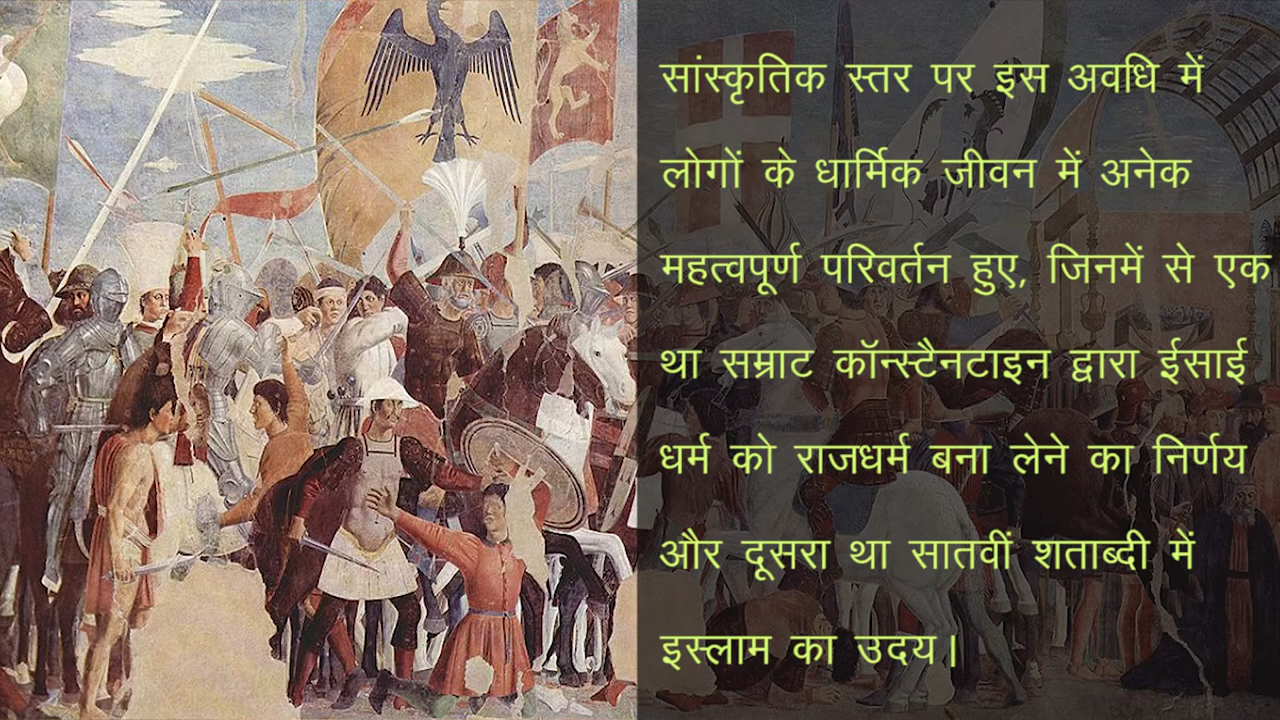 सांस्कृतिक स्तर पर इस अवधि में
लोगों के धार्मिक जीवन में अनेक
महत्वपूर्ण परिवर्तन हुए, जिनमें से एक
था सम्राट कॉन्स्टैनटाइन द्वारा ईसाई
धर्म को राजधर्म बना लेने का निर्णय
और दूसरा था सातवीं शताब्दी में
इस्लाम का उदय।